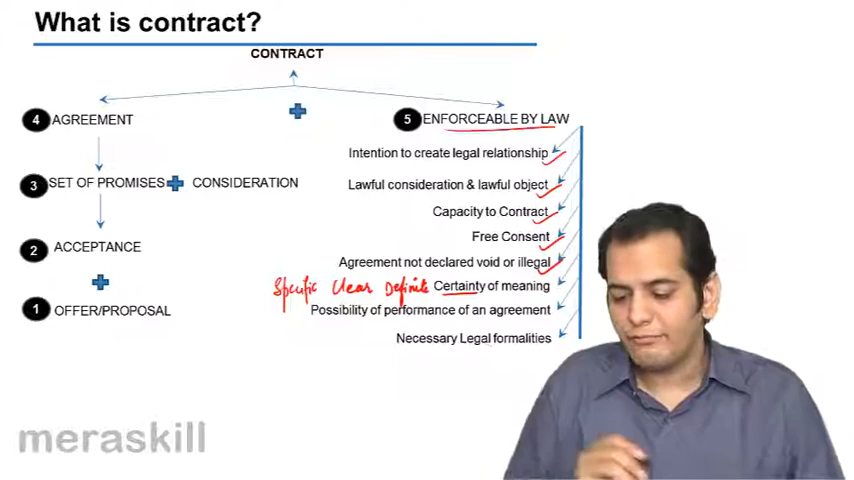 What is contract?
CONTRACT
4 AGREEMENT
5 ENFORCEABLE BY LAW
Intention to create legal relationship
3 SET OF PROMISES CONSIDERATION
Lawful consideration & lawful object
Capacity to Contract
Free Consent
2 ACCEPTANCE
Agreement not declared void or illegal
Specific Clear Definite Certainty of meaning
1 OFFER/PROPOSAL
Possibility of performance of an agreement
Necessary Legal formalities
meraskill